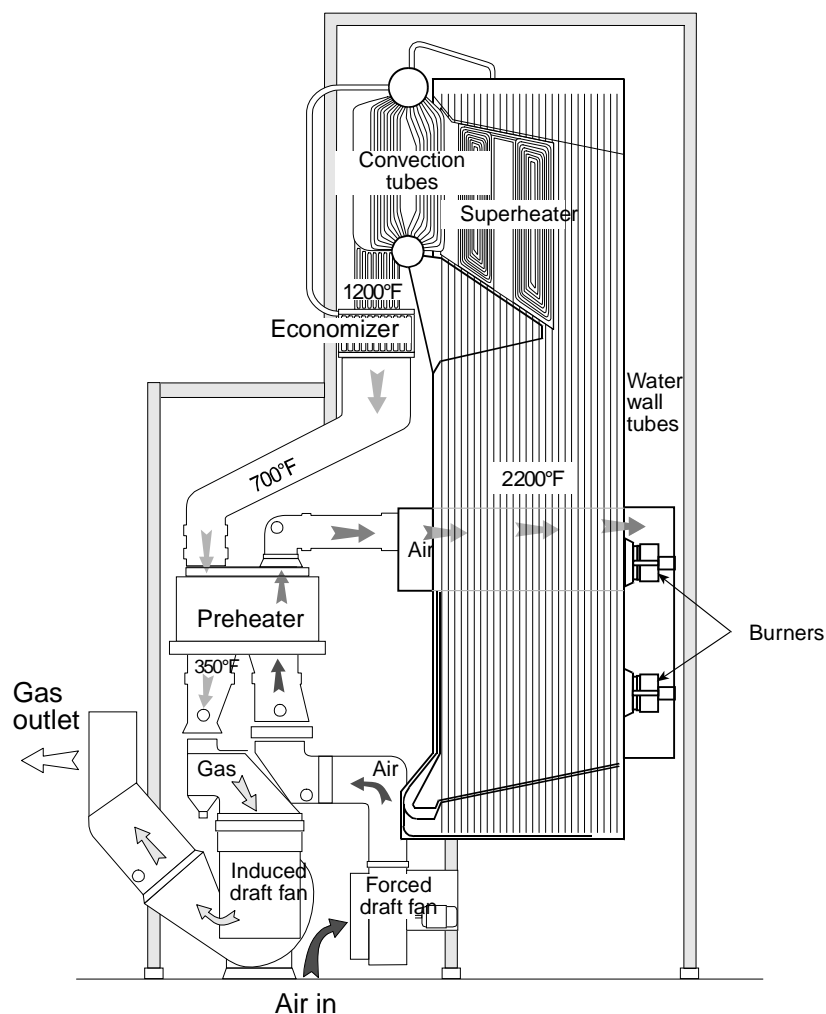 Convection
tubes
Superheater
1200°F
Economizer
Water
wall
tubes
700°F
2200°F
Air
Preheater
Burners
350°F
Gas
outlet
Gas
Air
Induced
draft fan
Forced
draft fan
Air in